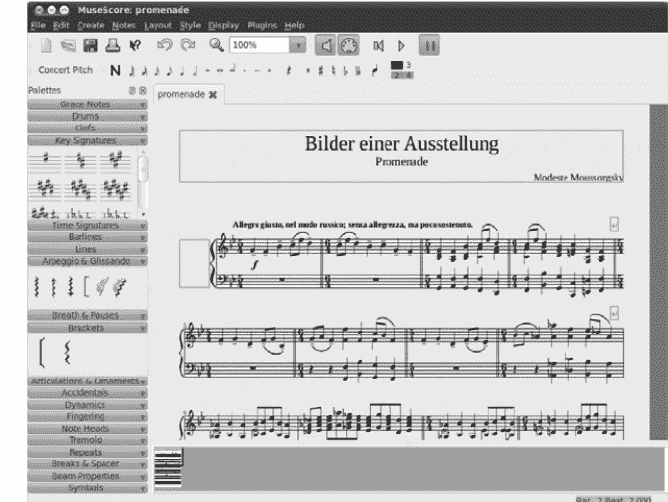 MuseScore: promenade
File Edit Create Notes Layout Style Display Plugins Help
100%
Concert Pitch N 3
Palettes
promenade
Grace Notes
Drums
Clefs
Key Signatures
Time Signatures
Barlines
Lines
Arpeggio & Glissando
Breath & Pauses
Brackets
Articulations & Ornaments
Accidentals
Dynamics
Fingering
Note Heads
Tremolo
Repeats
Breaks & Spacer
Beam Properties
Symbols
Bilder einer Ausstellung
Promenade
Modeste Moussorgsky
Allegro giusto, nel modo russico; senza allegrezza, ma poco sostenuto.
f
Bar 2 Beat 2.000